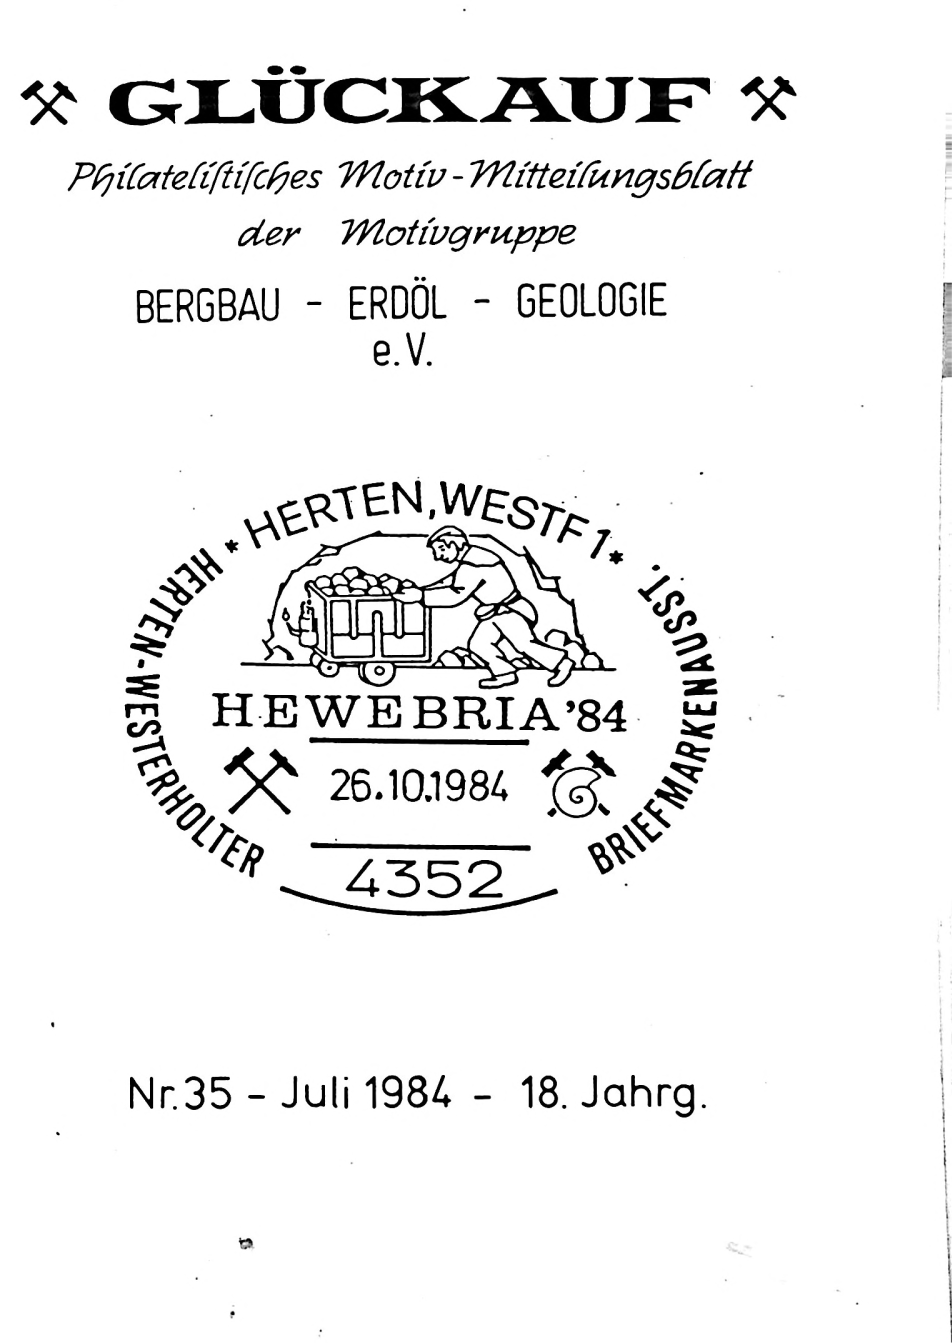 GLÜCKAUF
Philatelistisches Motiv-Mitteilungsblatt
der Motivgruppe
BERGBAU - ERDÖL - GEOLOGIE
e.V.
* HERTEN, WESTF 1 *
HERTEN-WESTERHOLTER BRIEFMARKENAUSST.
HEWEBRIA '84
26.10.1984
4352
Nr. 35 - Juli 1984 - 18. Jahrg.